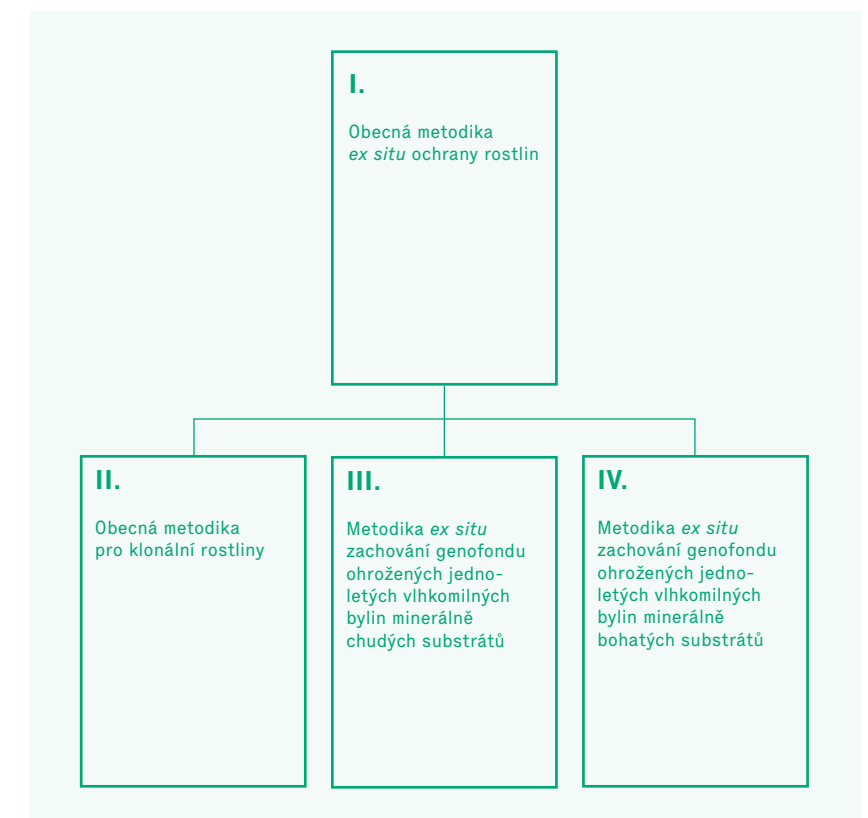 I.
Obecná metodika
ex situ ochrany rostlin
II.
Obecná metodika
pro klonální rostliny
III.
Metodika ex situ
zachování genofondu
ohrožených jedno-
letých vlhkomilných
bylin minerálně
chudých substrátů
IV.
Metodika ex situ
zachování genofondu
ohrožených jedno-
letých vlhkomilných
bylin minerálně
bohatých substrátů